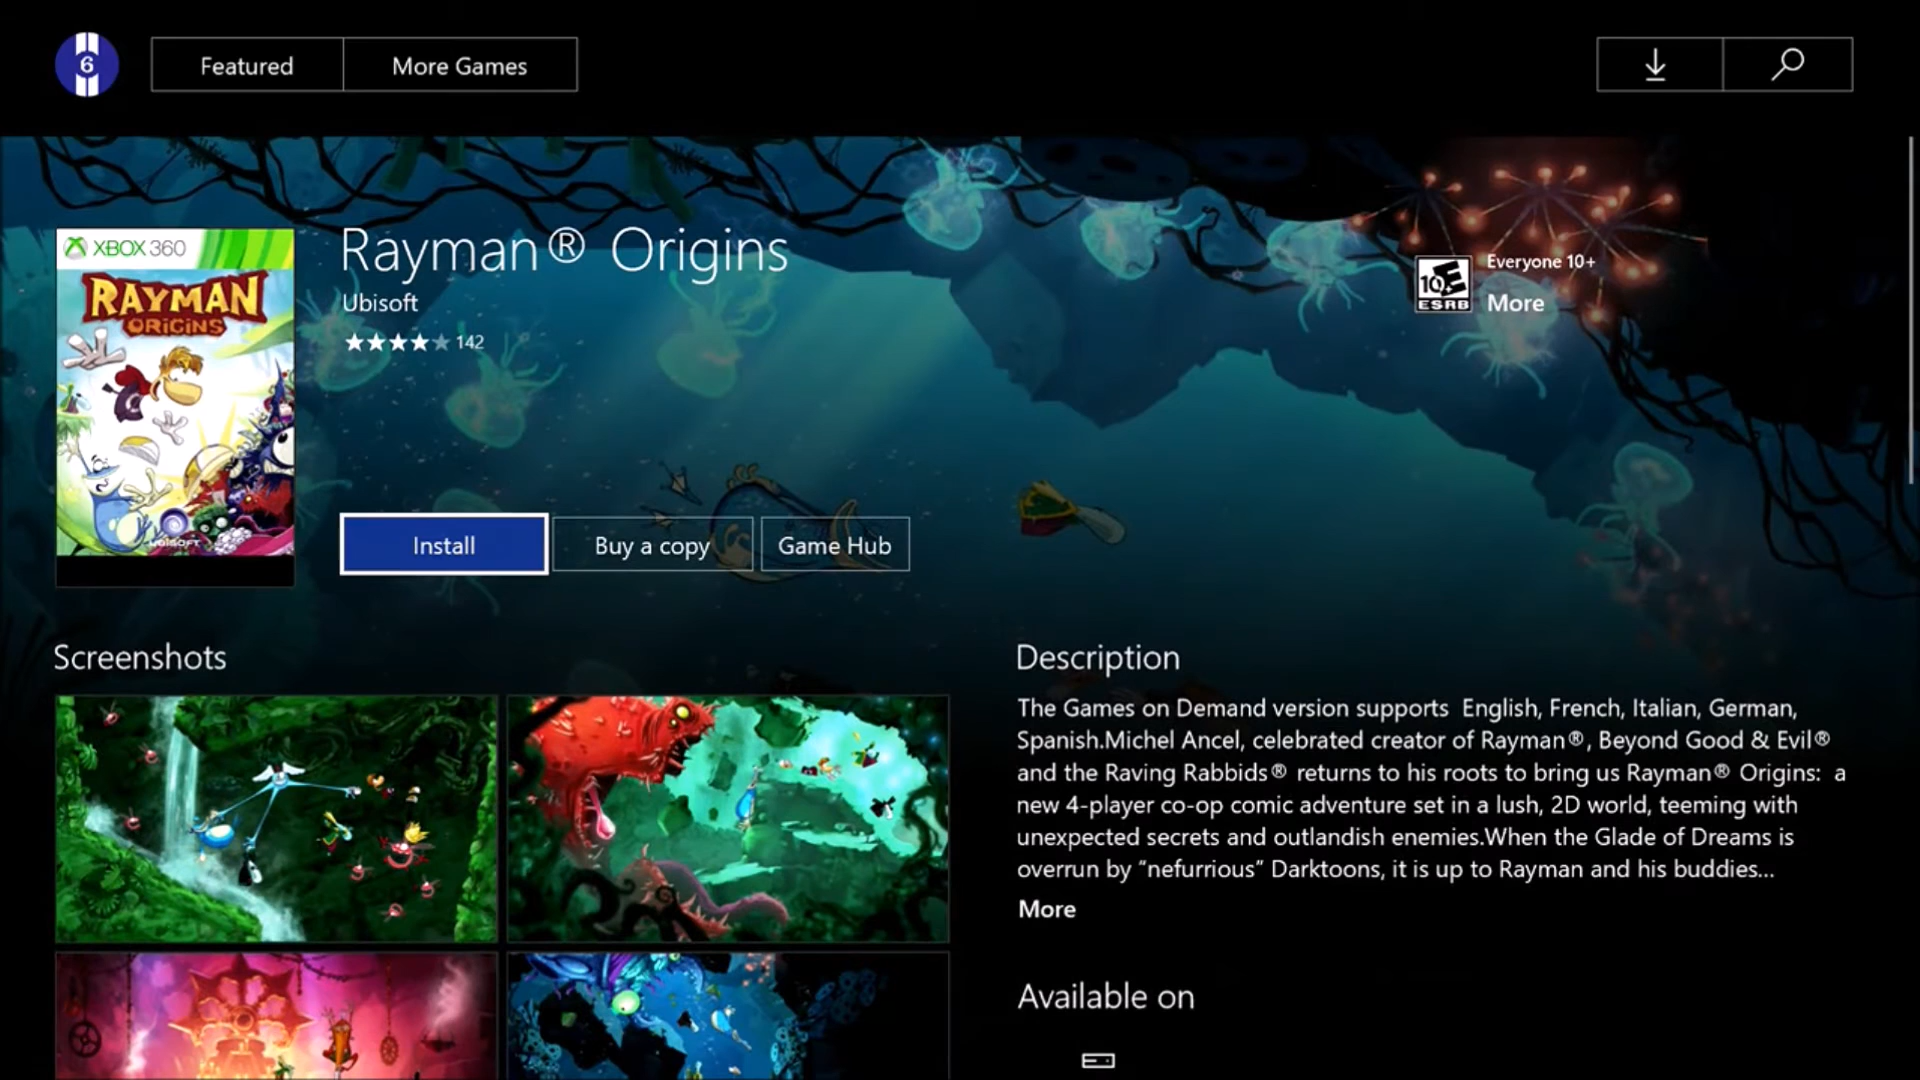 6
Featured
More Games
XBOX 360
RAYMAN
ORIGINS
UBISOFT
Rayman® Origins
Ubisoft
142
10+
ESRB
Everyone 10+
More
Install
Buy a copy
Game Hub
Screenshots
Description
The Games on Demand version supports  English, French, Italian, German,
Spanish.Michel Ancel, celebrated creator of Rayman®, Beyond Good & Evil®
and the Raving Rabbids® returns to his roots to bring us Rayman® Origins:  a
new 4-player co-op comic adventure set in a lush, 2D world, teeming with
unexpected secrets and outlandish enemies.When the Glade of Dreams is
overrun by “nefurrious” Darktoons, it is up to Rayman and his buddies...
More
Available on